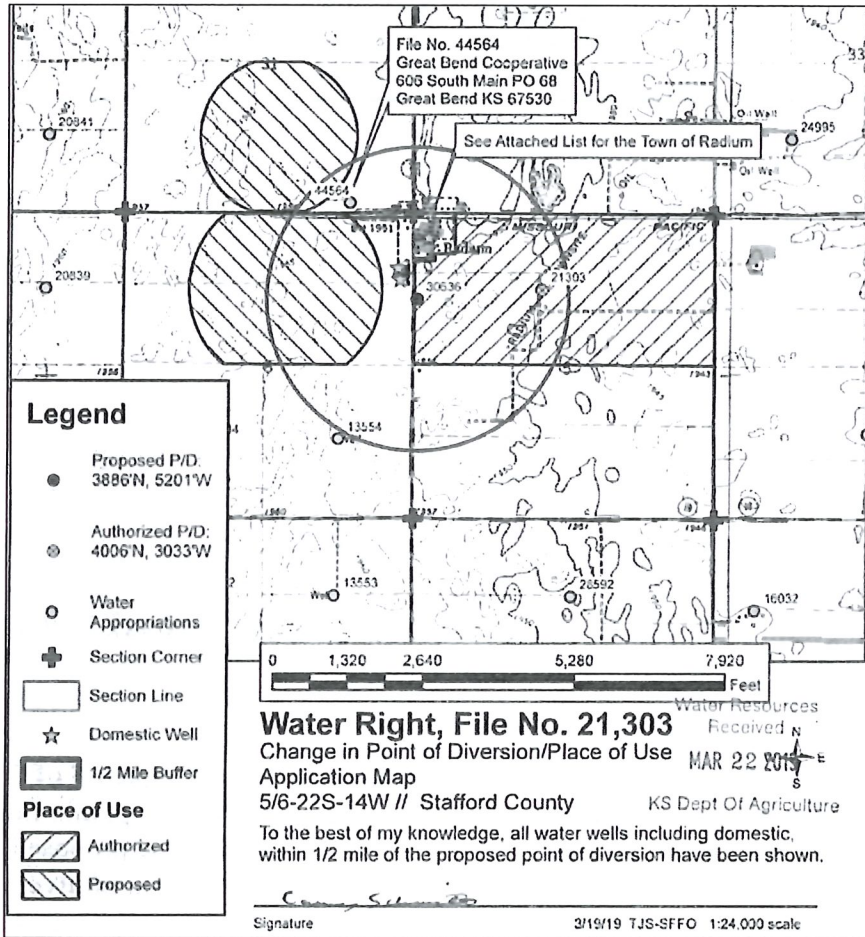 31
33
File No. 44564
Great Bend Cooperative
606 South Main PO 68
Great Bend KS 67530
See Attached List for the Town of Radium
Oil Well
24995
Oil Well
20841
44564
MISSOURI PACIFIC
Radium
20839
30636
21303
13554
13553
Well
28592
16032
Legend
Proposed P/D:
3886'N, 5201'W
Authorized P/D:
4006'N, 3033'W
Water
Appropriations
Section Corner
Section Line
Domestic Well
1/2 Mile Buffer
Place of Use
Authorized
Proposed
0 1,320 2,640 5,280 7,920
Feet
Water Resources
Received
MAR 22 2019
KS Dept Of Agriculture
N
E
S
Water Right, File No. 21,303
Change in Point of Diversion/Place of Use
Application Map
5/6-22S-14W // Stafford County
To the best of my knowledge, all water wells including domestic,
within 1/2 mile of the proposed point of diversion have been shown.
Signature
3/19/19 TJS-SFFO 1:24,000 scale